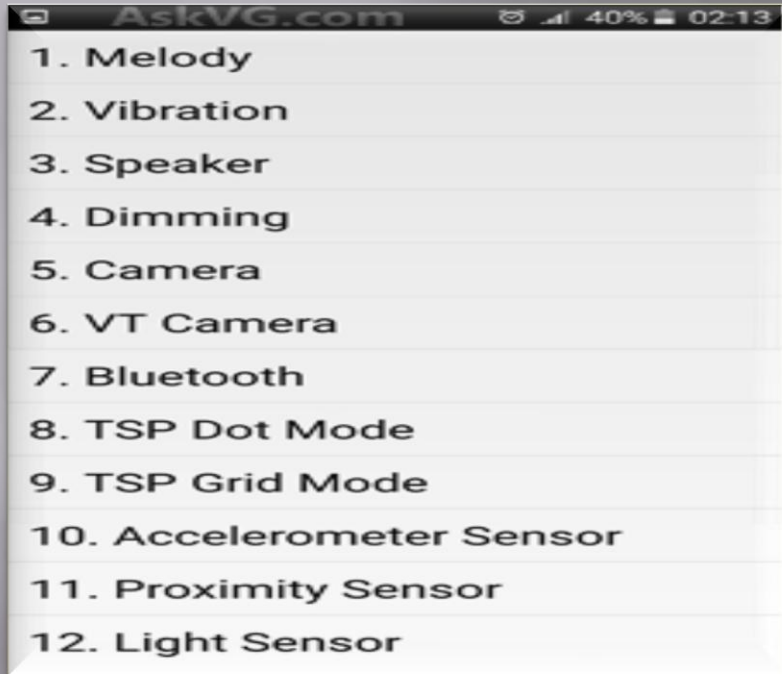 AskVG.com 40% 02:13
1. Melody
2. Vibration
3. Speaker
4. Dimming
5. Camera
6. VT Camera
7. Bluetooth
8. TSP Dot Mode
9. TSP Grid Mode
10. Accelerometer Sensor
11. Proximity Sensor
12. Light Sensor